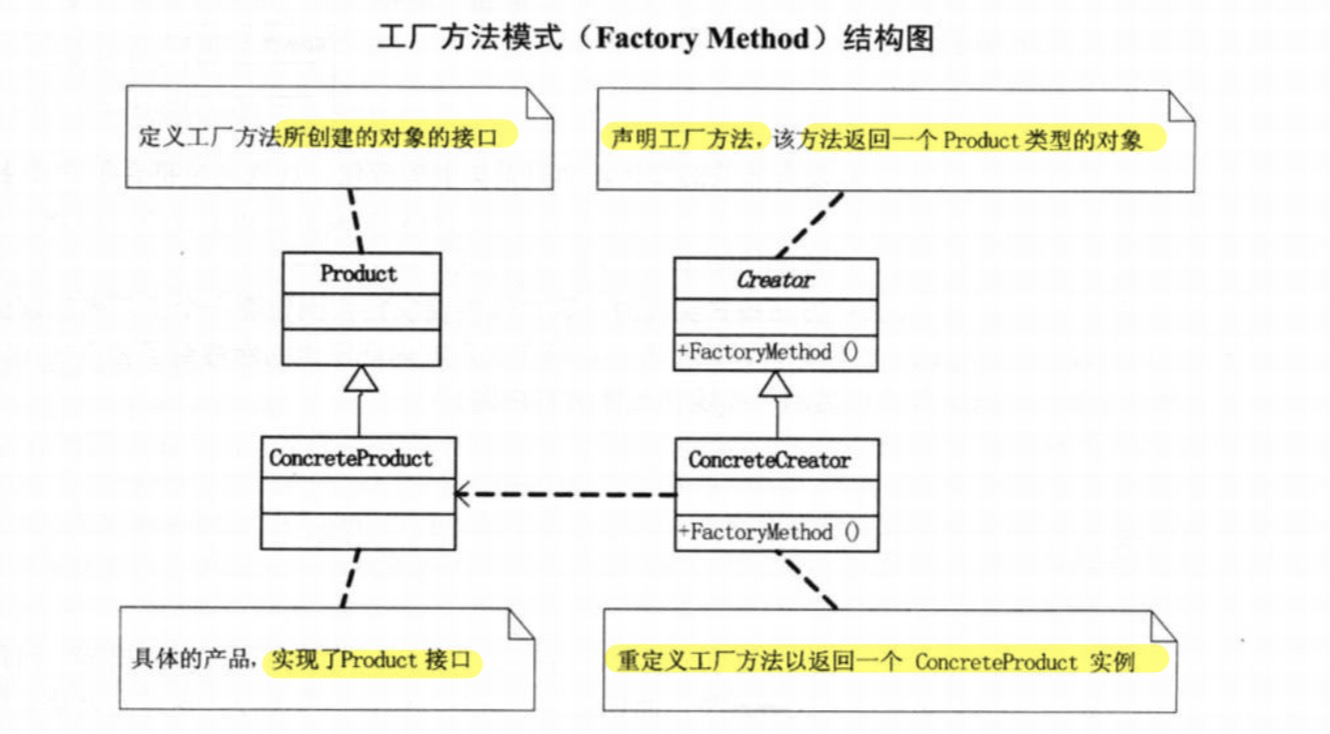 工厂方法模式（Factory Method）结构图
定义工厂方法所创建的对象的接口
声明工厂方法，该方法返回一个 Product 类型的对象
Product
Creator
+FactoryMethod ()
ConcreteProduct
ConcreteCreator
+FactoryMethod ()
具体的产品，实现了Product 接口
重定义工厂方法以返回一个 ConcreteProduct 实例